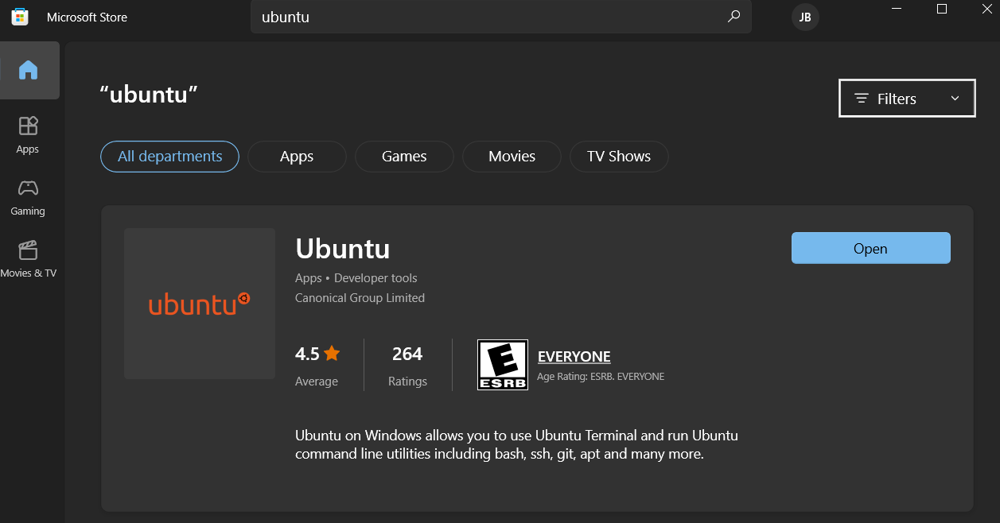 Microsoft Store
ubuntu
JB
“ubuntu”
Filters
Apps
Gaming
Movies & TV
All departments
Apps
Games
Movies
TV Shows
ubuntu
Ubuntu
Open
Apps • Developer tools
Canonical Group Limited
4.5
Average
264
Ratings
E
ESRB
EVERYONE
Age Rating: ESRB. EVERYONE
Ubuntu on Windows allows you to use Ubuntu Terminal and run Ubuntu
command line utilities including bash, ssh, git, apt and many more.